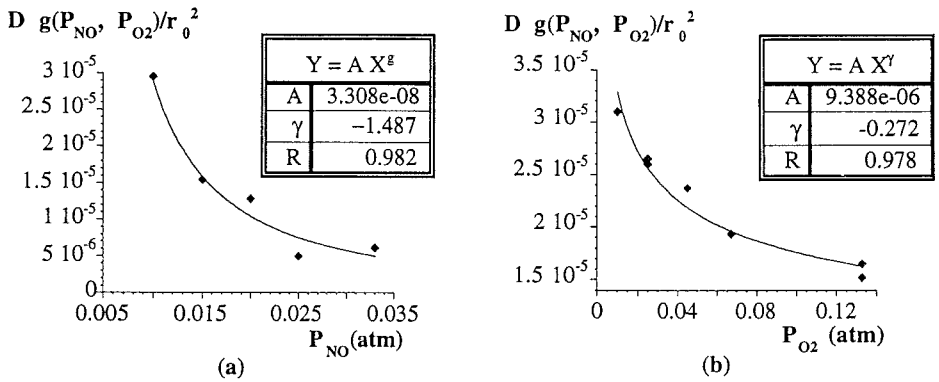 D g(P_NO, P_O2)/r_0^2
3 10^-5
2.5 10^-5
2 10^-5
1.5 10^-5
1 10^-5
5 10^-6
0
0.005 0.015 0.025 0.035
P_NO (atm)
(a)
Y = A X^g
A 3.308e-08
γ −1.487
R 0.982
D g(P_NO, P_O2)/r_0^2
3.5 10^-5
3 10^-5
2.5 10^-5
2 10^-5
1.5 10^-5
0 0.04 0.08 0.12
P_O2 (atm)
(b)
Y = A X^γ
A 9.388e-06
γ -0.272
R 0.978